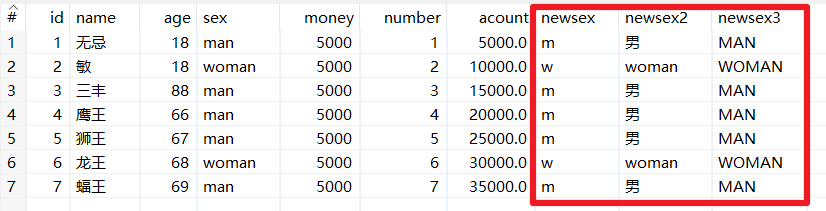 # id name age sex money number acount newsex newsex2 newsex3
1 1 无忌 18 man 5000 1 5000.0 m 男 MAN
2 2 敏 18 woman 5000 2 10000.0 w woman WOMAN
3 3 三丰 88 man 5000 3 15000.0 m 男 MAN
4 4 鹰王 66 man 5000 4 20000.0 m 男 MAN
5 5 狮王 67 man 5000 5 25000.0 m 男 MAN
6 6 龙王 68 woman 5000 6 30000.0 w woman WOMAN
7 7 蝠王 69 man 5000 7 35000.0 m 男 MAN